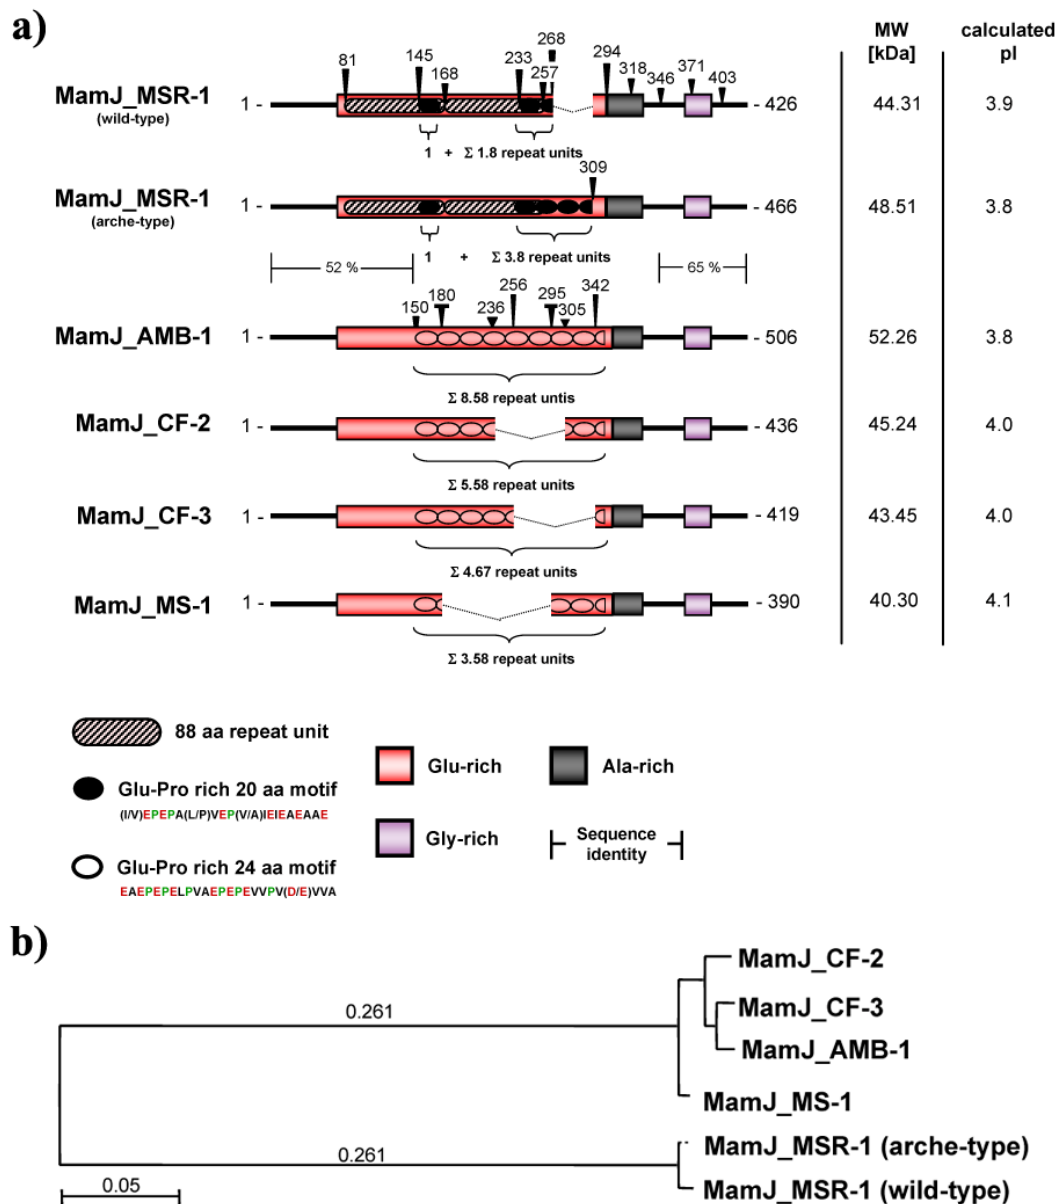 a)
MW [kDa]
calculated pI
268
81
145
168
233
257
294
318
346
371
403
MamJ_MSR-1
(wild-type)
1 -
- 426
44.31
3.9
1 + Σ 1.8 repeat units
309
MamJ_MSR-1
(arche-type)
1 -
- 466
48.51
3.8
1 + Σ 3.8 repeat units
52 %
65 %
150
180
236
256
295
305
342
MamJ_AMB-1
1 -
- 506
52.26
3.8
Σ 8.58 repeat untis
MamJ_CF-2
1 -
- 436
45.24
4.0
Σ 5.58 repeat units
MamJ_CF-3
1 -
- 419
43.45
4.0
Σ 4.67 repeat units
MamJ_MS-1
1 -
- 390
40.30
4.1
Σ 3.58 repeat units
88 aa repeat unit
Glu-Pro rich 20 aa motif
(I/V)EPEPA(L/P)VEP(V/A)IEIEAEAAE
Glu-Pro rich 24 aa motif
EAEPEPELPVAEPEPEVVPV(D/E)VVA
Glu-rich
Ala-rich
Gly-rich
Sequence identity
b)
MamJ_CF-2
0.261
MamJ_CF-3
MamJ_AMB-1
MamJ_MS-1
MamJ_MSR-1 (arche-type)
0.261
0.05
MamJ_MSR-1 (wild-type)